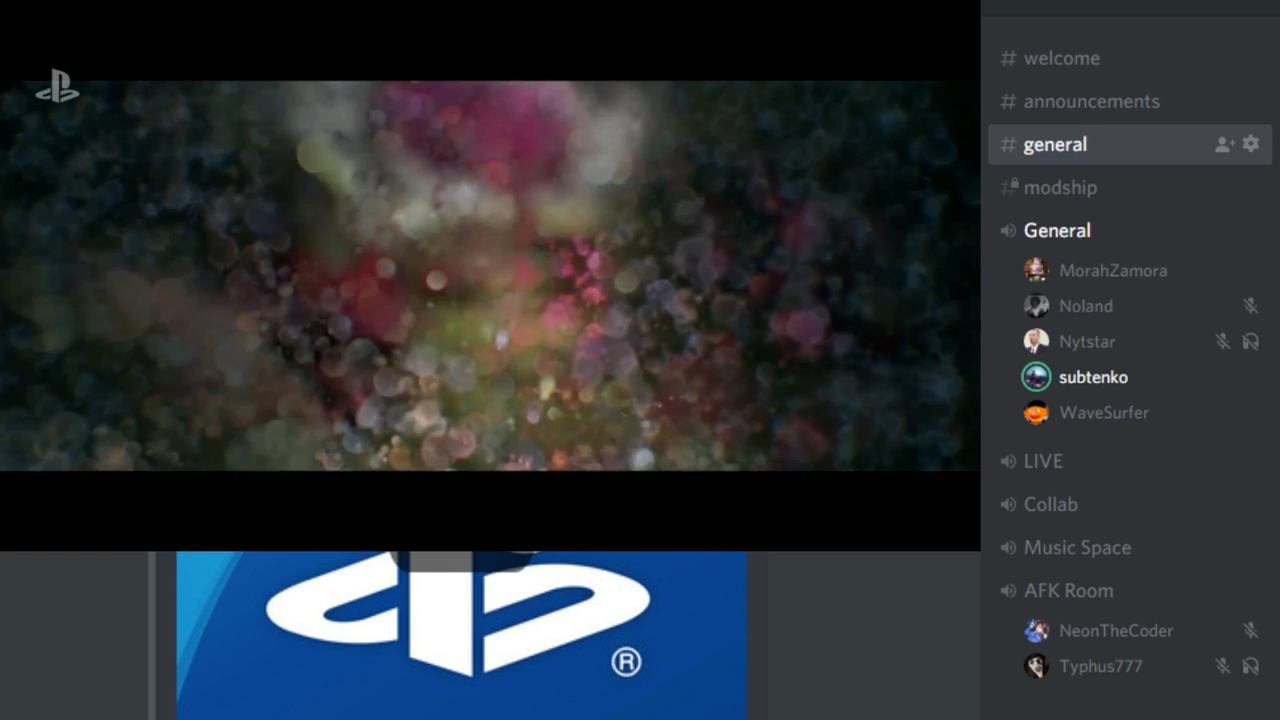 # welcome
# announcements
# general
# modship
General
MorahZamora
Noland
Nytstar
subtenko
WaveSurfer
LIVE
Collab
Music Space
AFK Room
NeonTheCoder
Typhus777
®